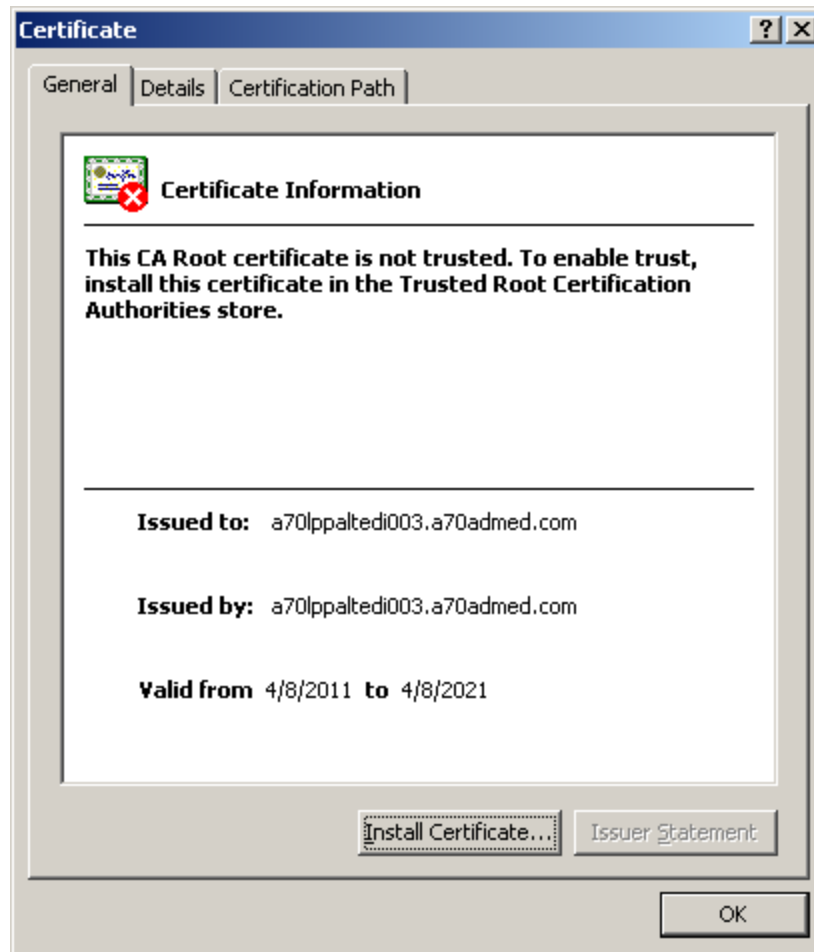 Certificate
General
Details
Certification Path
Certificate Information
This CA Root certificate is not trusted. To enable trust,
install this certificate in the Trusted Root Certification
Authorities store.
Issued to: a70lppaltedi003.a70admed.com
Issued by: a70lppaltedi003.a70admed.com
Valid from 4/8/2011 to 4/8/2021
Install Certificate...
Issuer Statement
OK